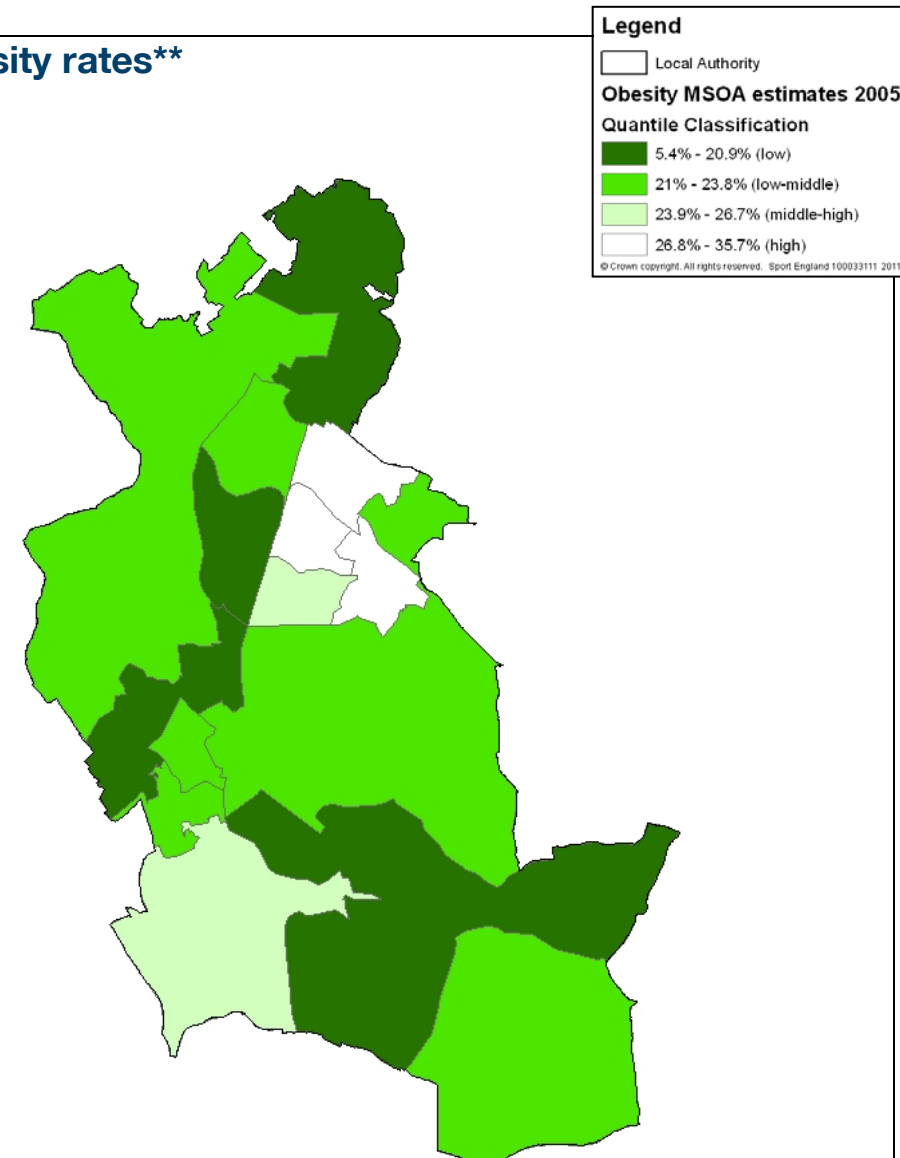 sity rates**
Legend
Local Authority
Obesity MSOA estimates 2005
Quantile Classification
5.4% - 20.9% (low)
21% - 23.8% (low-middle)
23.9% - 26.7% (middle-high)
26.8% - 35.7% (high)
© Crown copyright. All rights reserved. Sport England 100033111 2011